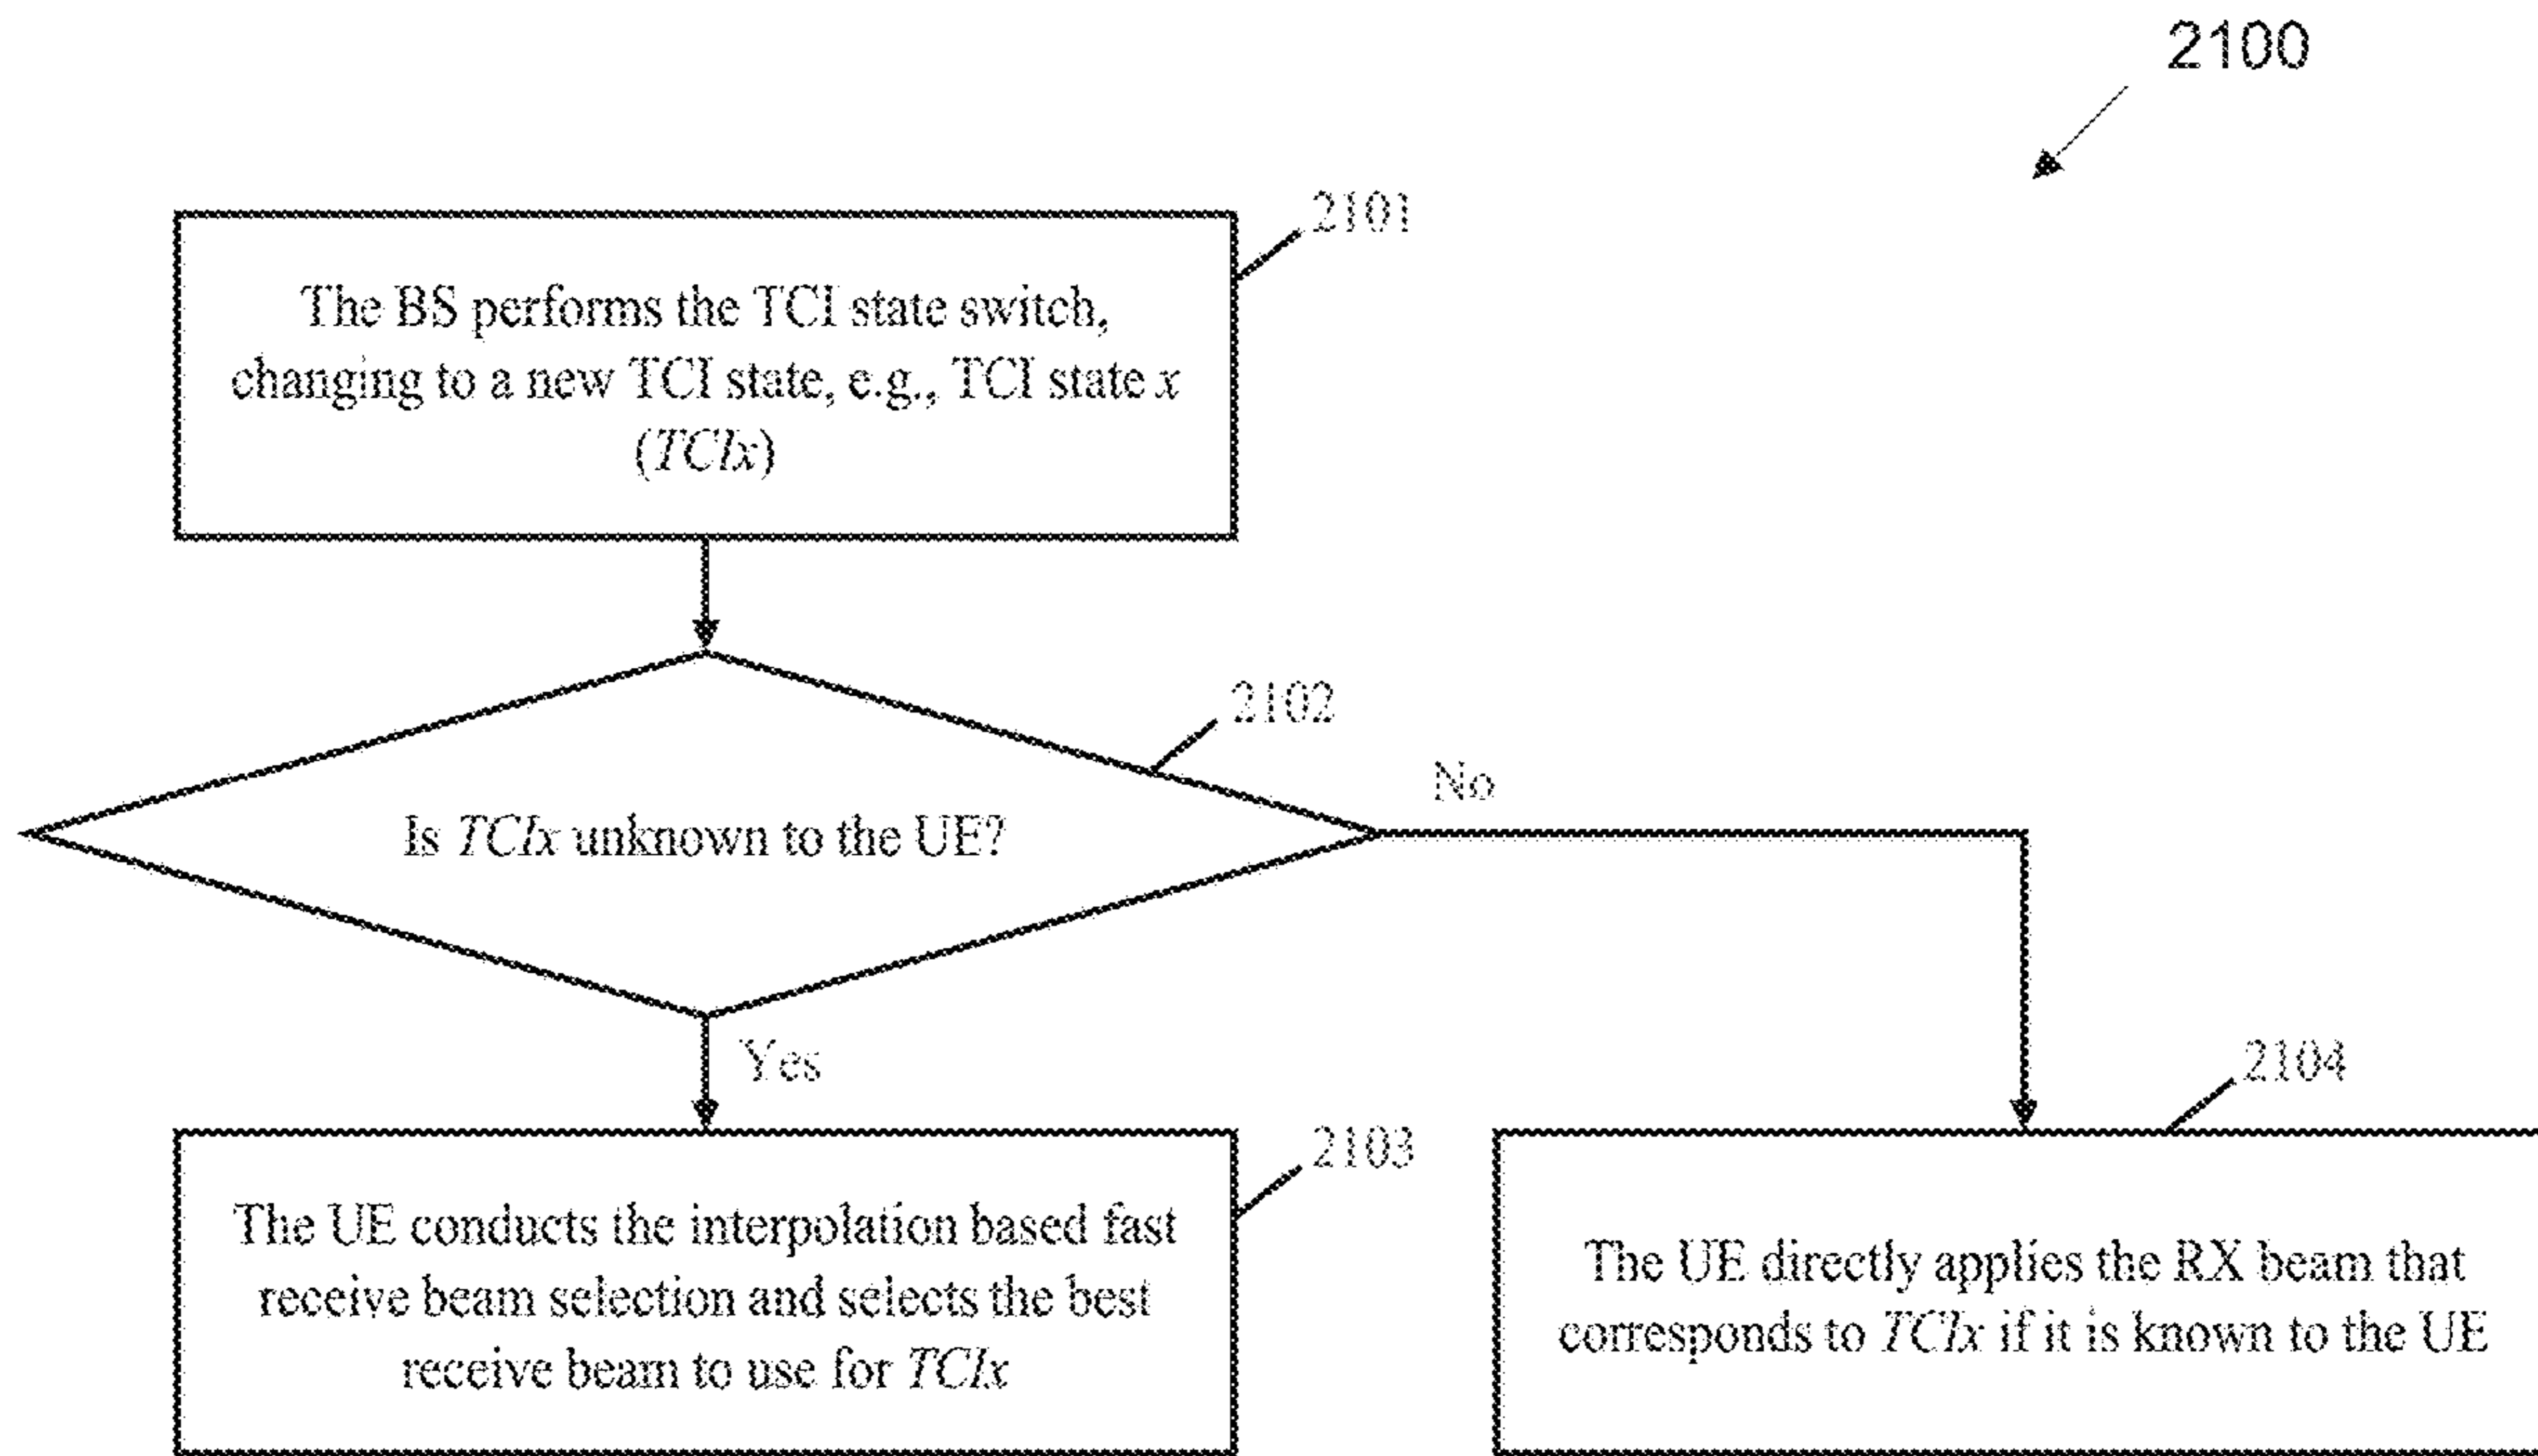 2100
2101
The BS performs the TCI state switch,
changing to a new TCI state, e.g., TCI state x
(TCIx)
2102
Is TCIx unknown to the UE?
No
Yes
2103
The UE conducts the interpolation based fast
receive beam selection and selects the best
receive beam to use for TCIx
2104
The UE directly applies the RX beam that
corresponds to TCIx if it is known to the UE